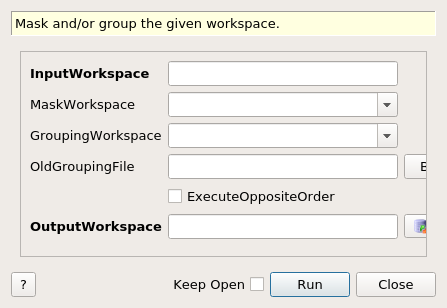 Mask and/or group the given workspace.
InputWorkspace
MaskWorkspace
GroupingWorkspace
OldGroupingFile
ExecuteOppositeOrder
OutputWorkspace
? Keep Open Run Close